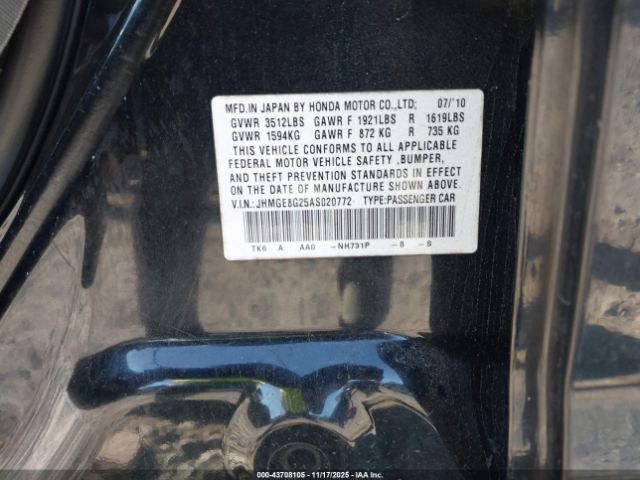 MFD.IN JAPAN BY HONDA MOTOR CO.,LTD; 07/'10
GVWR 3512LBS GAWR F 1921LBS R 1619LBS
GVWR 1594KG GAWR F 872 KG R 735 KG
THIS VEHICLE CONFORMS TO ALL APPLICABLE
FEDERAL MOTOR VEHICLE SAFETY ,BUMPER,
AND THEFT PREVENTION STANDARDS IN EFFECT
ON THE DATE OF MANUFACTURE SHOWN ABOVE.
V.I.N.:JHMGE8G25AS020772 TYPE:PASSENGER CAR
TK6 A AA0 -NH731P -8 -S
000-43708105 - 11/17/2025 - IAAI.COM